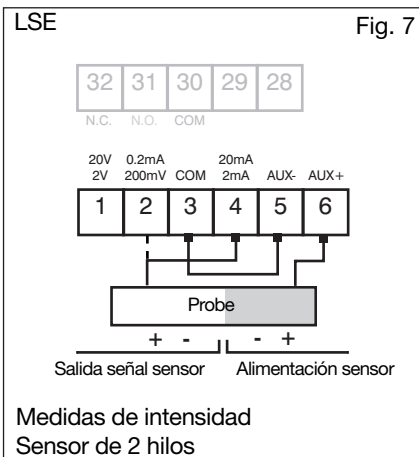 LSE Fig. 7
32 31 30 29 28
N.C. N.O. COM
20V 0.2mA 20mA
2V 200mV COM 2mA AUX- AUX+
1 2 3 4 5 6
Probe
+ - - +
Salida señal sensor Alimentación sensor
Medidas de intensidad
Sensor de 2 hilos